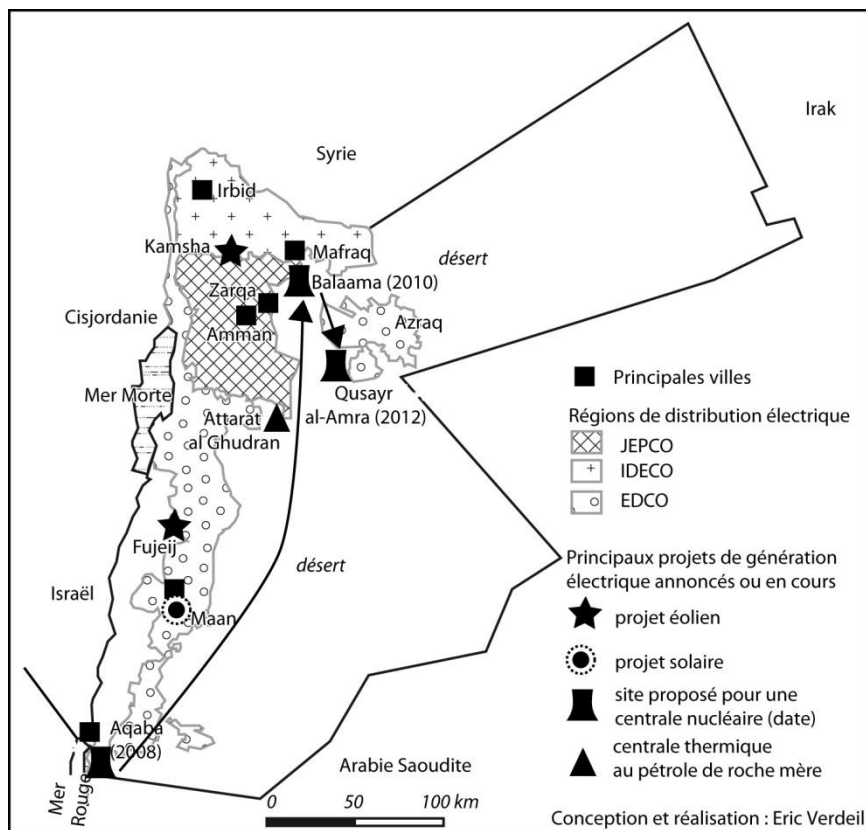 Irak
Syrie
Irbid
Kamsha
Mafraq
désert
Balaama (2010)
Zarqa
Azraq
Cisjordanie
Amman
Mer Morte
Qusayr
al-Amra (2012)
Attarat
al Ghudran
Fujeij
désert
Israël
Maan
Aqaba
(2008)
Mer
Rouge
Arabie Saoudite
0 50 100 km
Principales villes
Régions de distribution électrique
JEPCO
IDECO
EDCO
Principaux projets de génération
électrique annoncés ou en cours
projet éolien
projet solaire
site proposé pour une
centrale nucléaire (date)
centrale thermique
au pétrole de roche mère
Conception et réalisation : Eric Verdeil